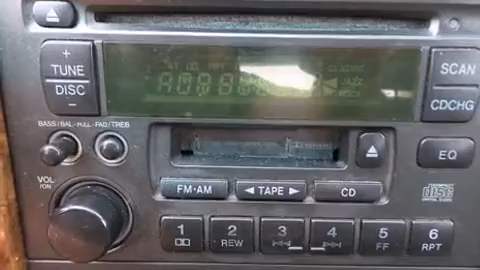 TUNE
DISC
SCAN
CDCHG
CLASSIC
JAZZ
ROCK
BASS/BAL-PULL-FAD/TREB
VOL
/ON
EQ
FM·AM
TAPE
CD
disc
1
2 REW
3
4
5 FF
6 RPT